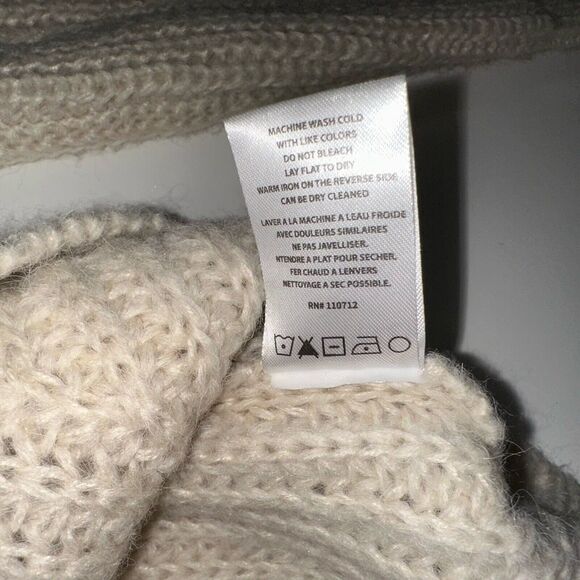 MACHINE WASH COLD
WITH LIKE COLORS
DO NOT BLEACH
LAY FLAT TO DRY
WARM IRON ON THE REVERSE SIDE
CAN BE DRY CLEANED
LAVER A LA MACHINE A LEAU FROIDE
AVEC DOULEURS SIMILAIRES
NE PAS JAVELLISER.
INTENDRE A PLAT POUR SECHER.
FER CHAUD A LENVERS
NETTOYAGE A SEC POSSIBLE.
RN# 110712